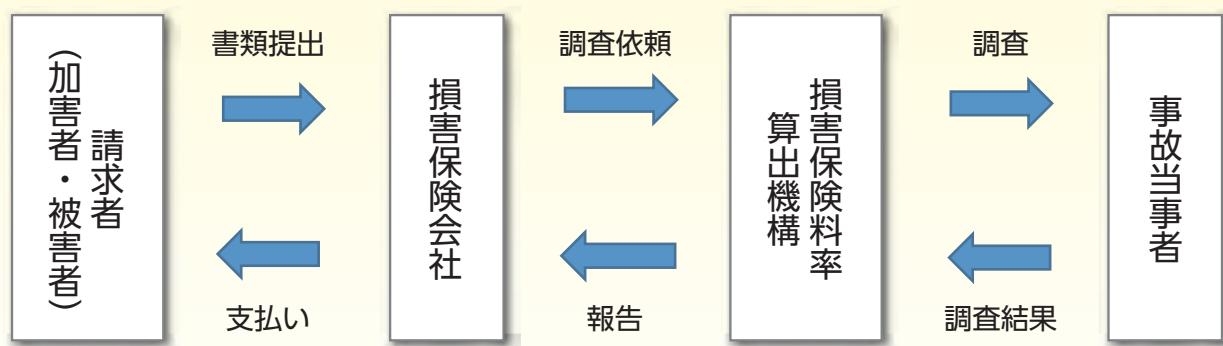 請求者
（加害者・被害者）
書類提出
支払い
損害保険会社
調査依頼
報告
損害保険料率
算出機構
調査
調査結果
事故当事者